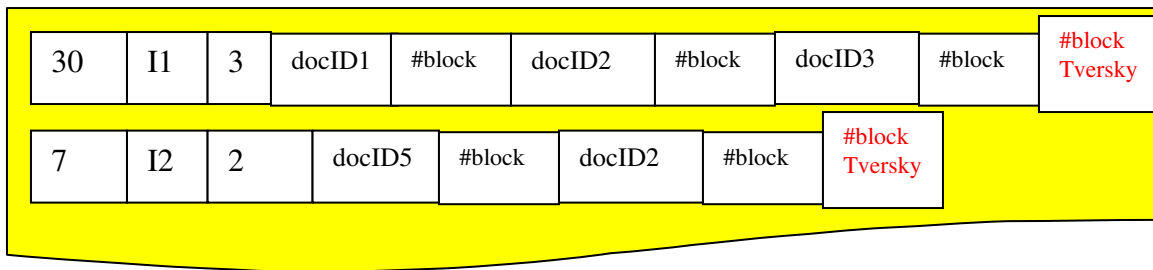 30 I1 3 docID1 #block docID2 #block docID3 #block #block
Tversky
7 I2 2 docID5 #block docID2 #block #block
Tversky